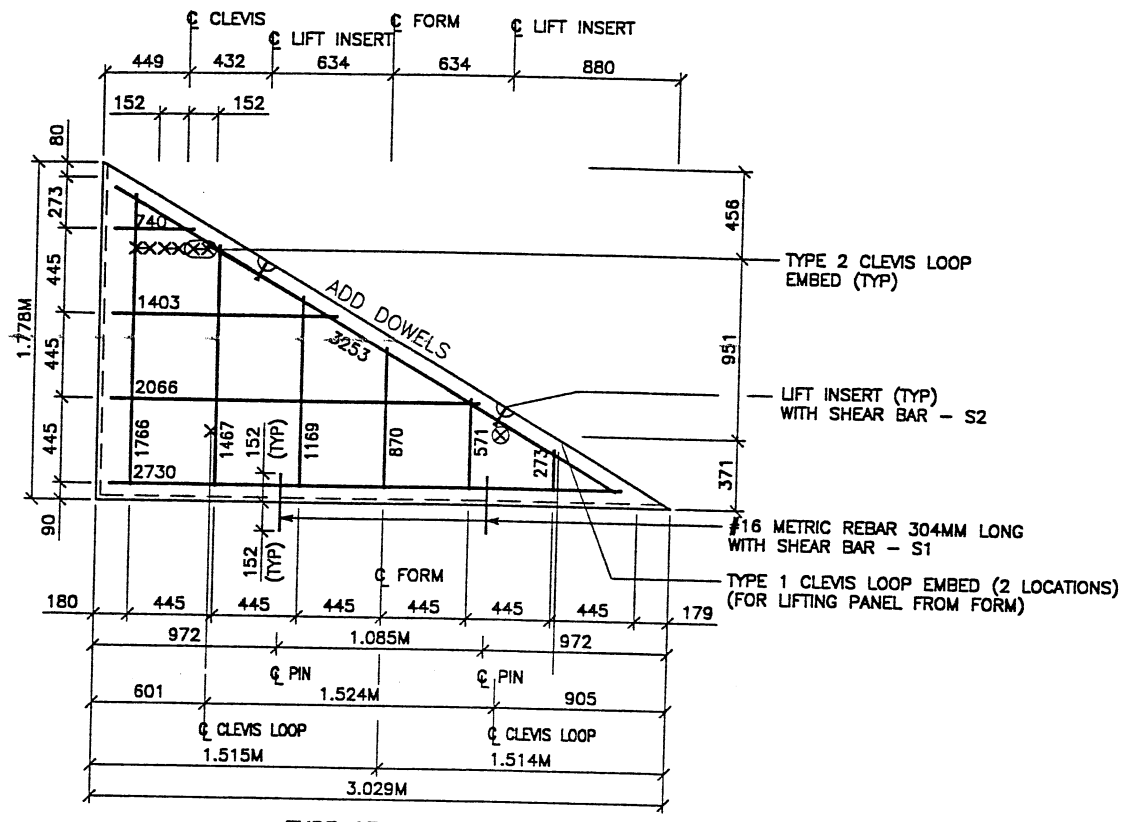 ℄ CLEVIS
℄ LIFT INSERT
℄ FORM
℄ LIFT INSERT
449 432 634 634 880
152 152
80
273
445
445
445
90
1.778M
456
951
371
740
1403
2066
2730
1766
1467
1169
870
571
273
3253
ADD DOWELS
152
(TYP)
152
(TYP)
TYPE 2 CLEVIS LOOP
EMBED (TYP)
LIFT INSERT (TYP)
WITH SHEAR BAR – S2
#16 METRIC REBAR 304MM LONG
WITH SHEAR BAR – S1
TYPE 1 CLEVIS LOOP EMBED (2 LOCATIONS)
(FOR LIFTING PANEL FROM FORM)
℄ FORM
180 445 445 445 445 445 445 179
972 1.085M 972
℄ PIN ℄ PIN
601 1.524M 905
℄ CLEVIS LOOP ℄ CLEVIS LOOP
1.515M 1.514M
3.029M